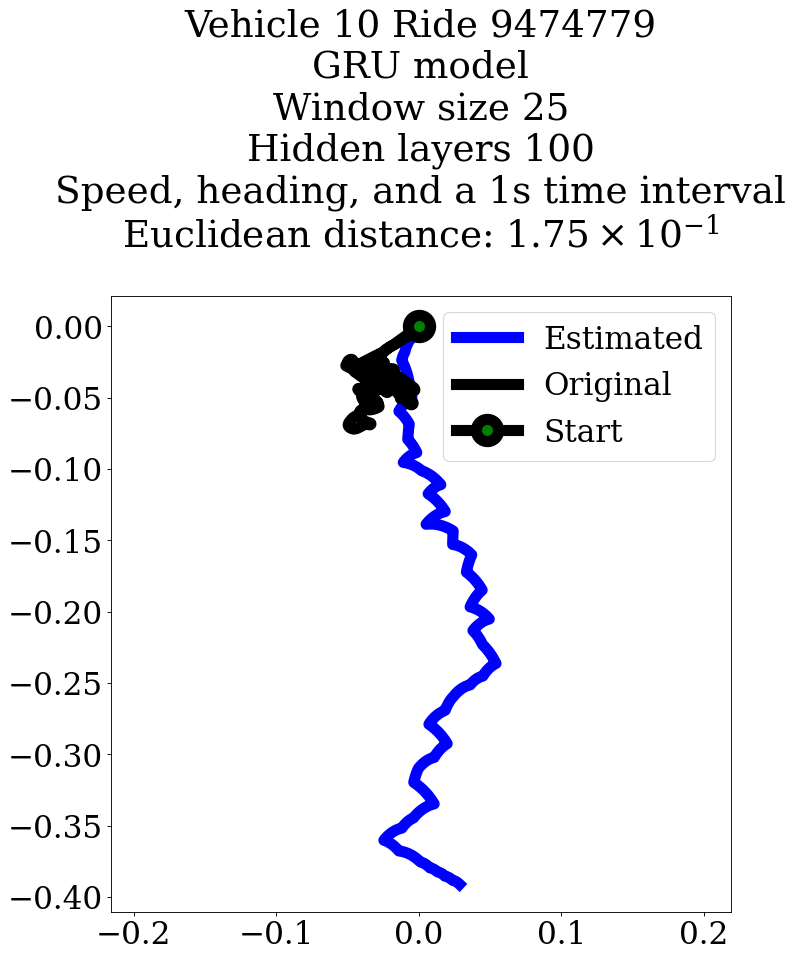 Vehicle 10 Ride 9474779
GRU model
Window size 25
Hidden layers 100
Speed, heading, and a 1s time interval
Euclidean distance: 1.75 × 10⁻¹
Estimated
Original
Start
0.00
−0.05
−0.10
−0.15
−0.20
−0.25
−0.30
−0.35
−0.40
−0.2 −0.1 0.0 0.1 0.2